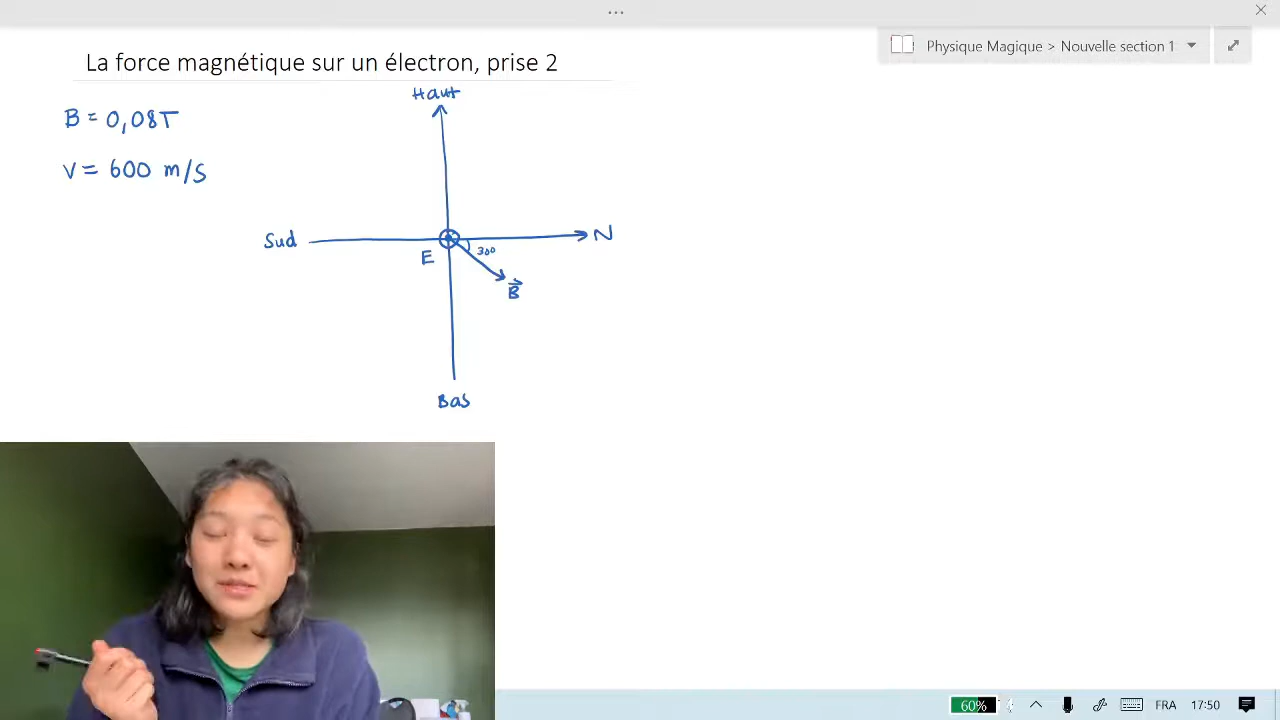 ...
Physique Magique > Nouvelle section 1
La force magnétique sur un électron, prise 2
B = 0,08T
V = 600 m/s
Haut
Sud
N
E
30°
B
Bas
60%
FRA
17:50